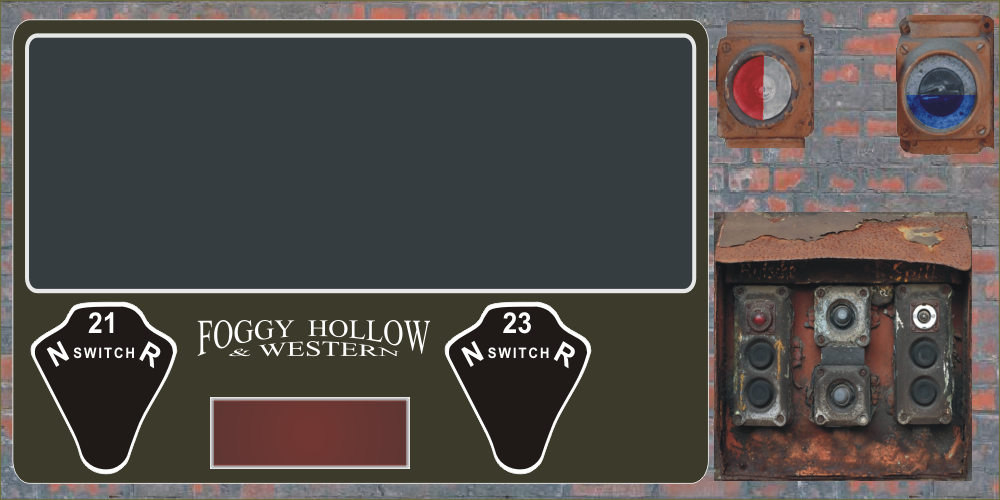 21
N SWITCH R
FOGGY HOLLOW
& WESTERN
23
N SWITCH R